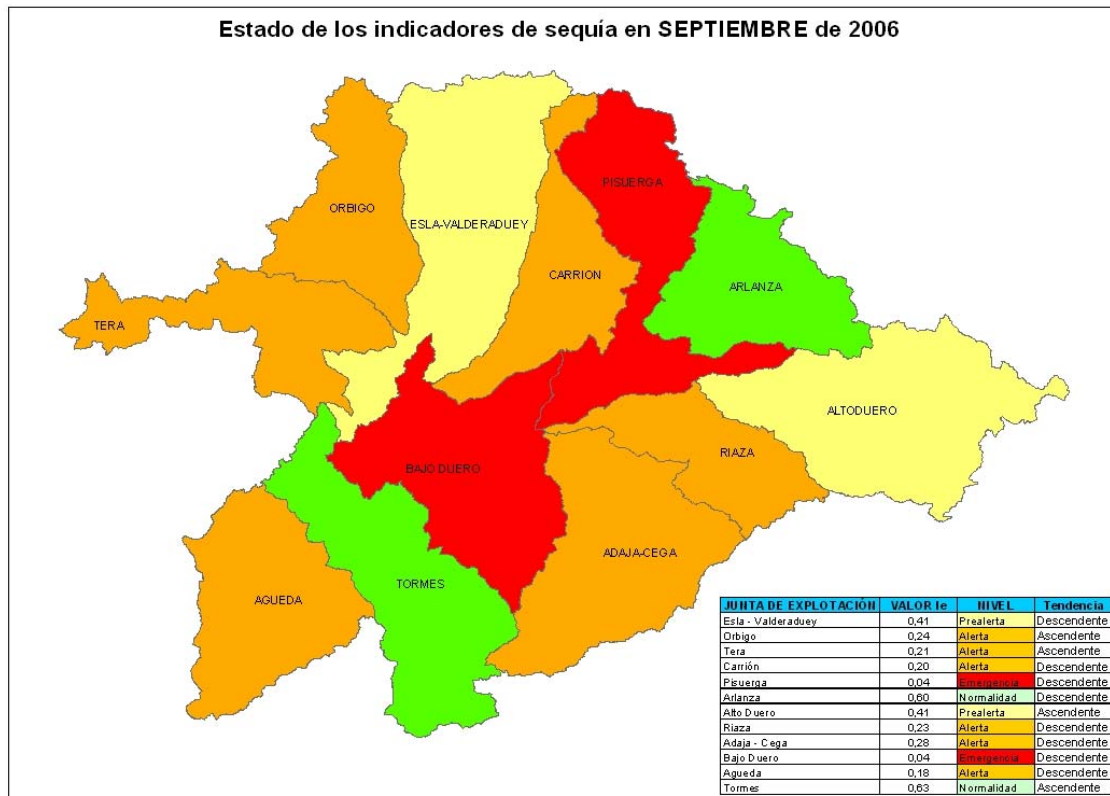 Estado de los indicadores de sequía en SEPTIEMBRE de 2006
PISUERGA
ORBIGO
ESLA-VALDERADUEY
CARRION
ARLANZA
TERA
ALTODUERO
RIAZA
BAJO DUERO
ADAJA-CEGA
TORMES
AGUEDA
JUNTA DE EXPLOTACIÓN VALOR Ie NIVEL Tendencia
Esla - Valderaduey 0,41 Prealerta Descendente
Orbigo 0,24 Alerta Ascendente
Tera 0,21 Alerta Ascendente
Carrión 0,20 Alerta Descendente
Pisuerga 0,04 Emergencia Descendente
Arlanza 0,60 Normalidad Descendente
Alto Duero 0,41 Prealerta Ascendente
Riaza 0,23 Alerta Descendente
Adaja - Cega 0,28 Alerta Descendente
Bajo Duero 0,04 Emergencia Descendente
Agueda 0,18 Alerta Descendente
Tormes 0,63 Normalidad Ascendente